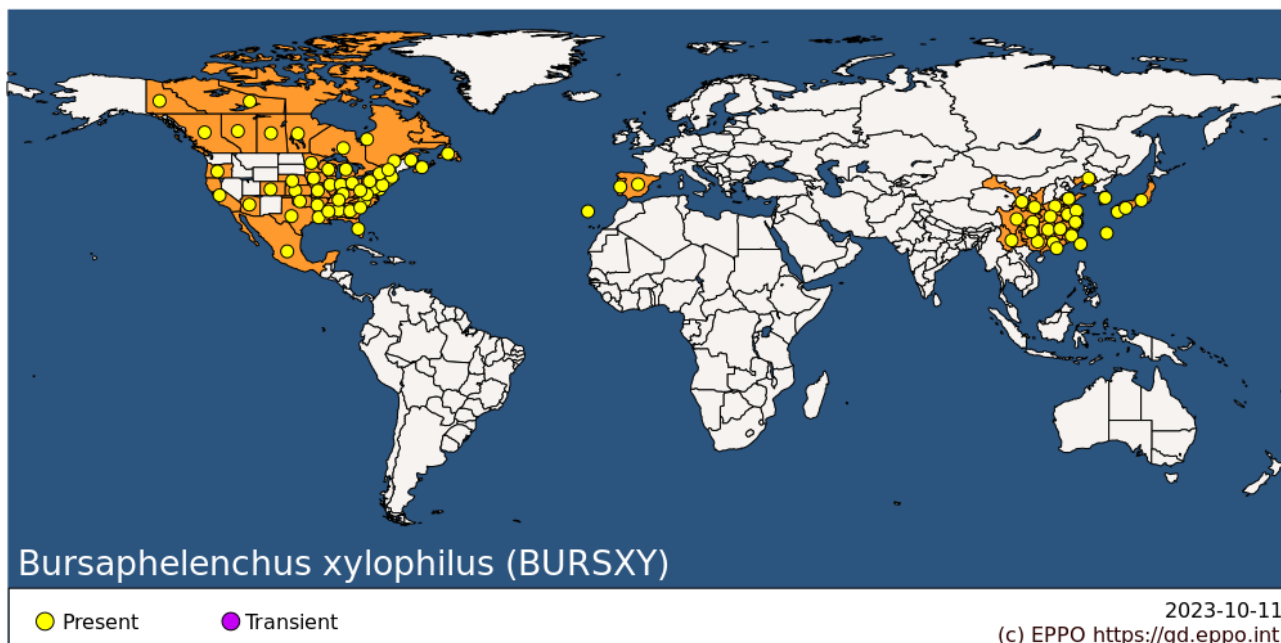 Bursaphelenchus xylophilus (BURSXY)
Present
Transient
2023-10-11
(c) EPPO https://gd.eppo.int